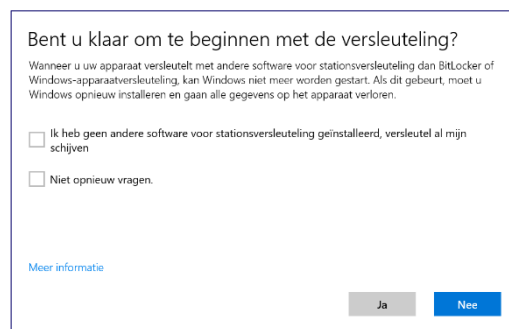 Bent u klaar om te beginnen met de versleuteling?
Wanneer u uw apparaat versleutelt met andere software voor stationsversleuteling dan BitLocker of
Windows-apparaatversleuteling, kan Windows niet meer worden gestart. Als dit gebeurt, moet u
Windows opnieuw installeren en gaan alle gegevens op het apparaat verloren.
Ik heb geen andere software voor stationsversleuteling geïnstalleerd, versleutel al mijn
schijven
Niet opnieuw vragen.
Meer informatie
Ja
Nee